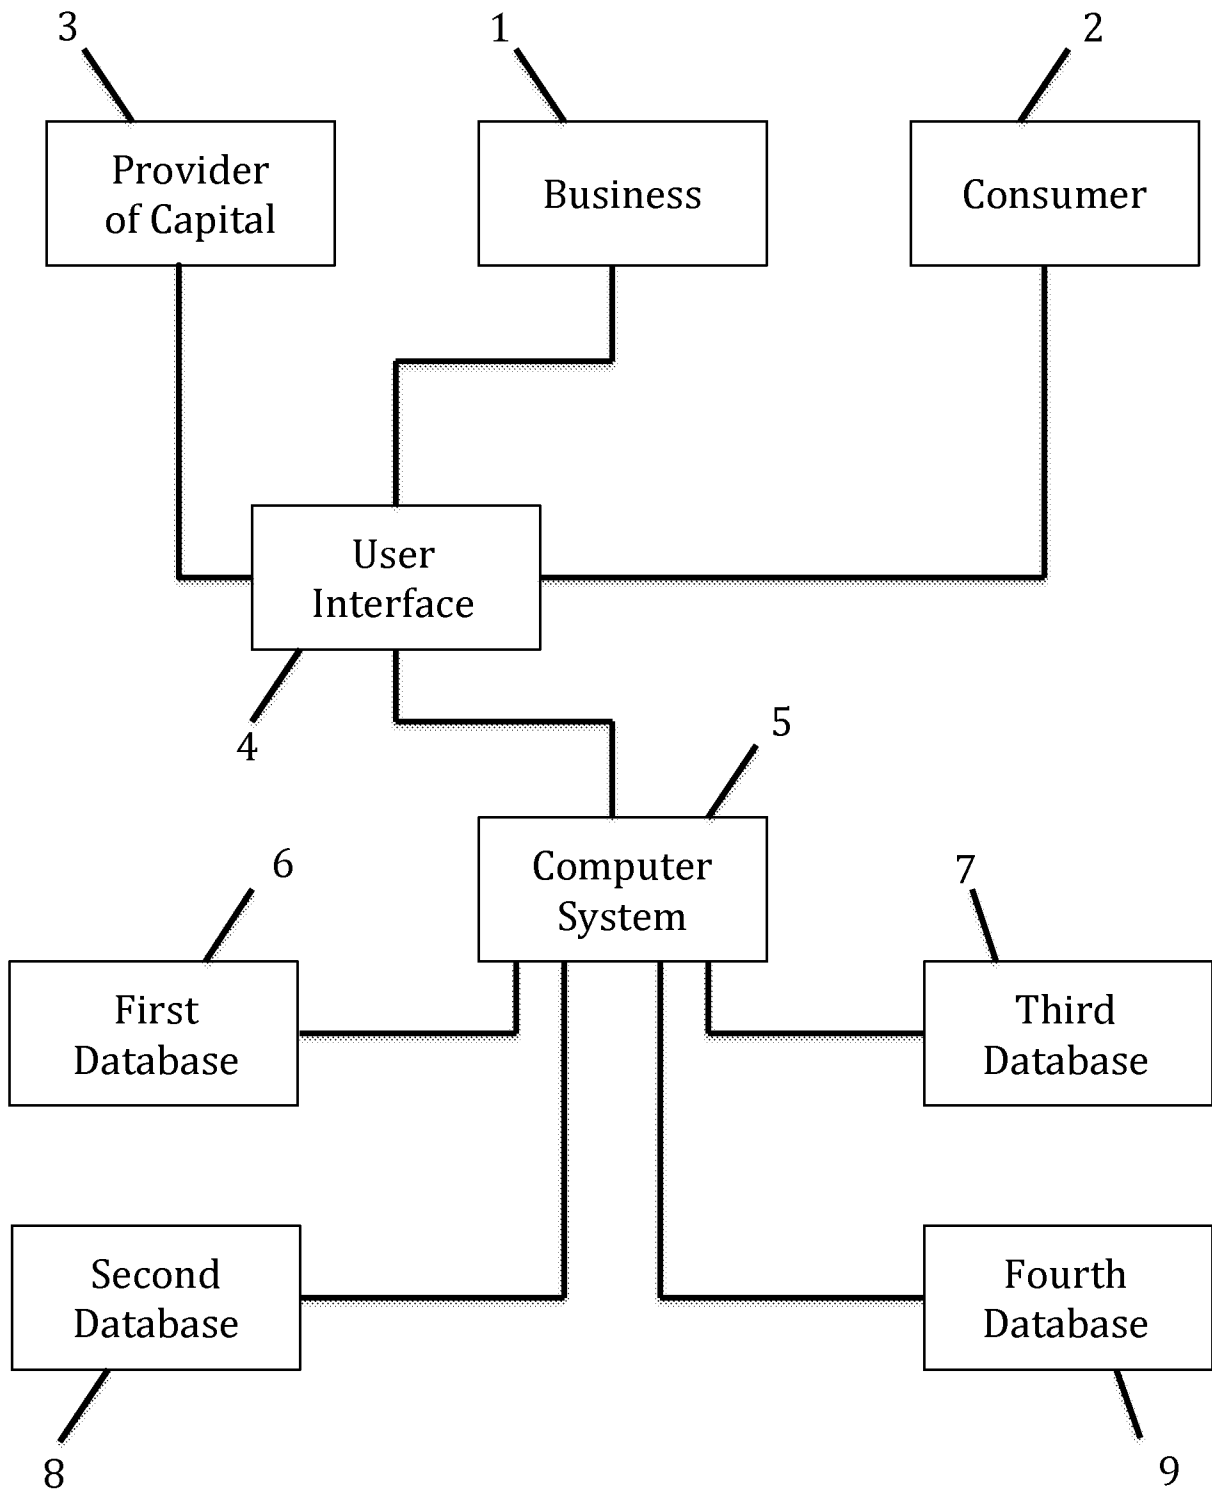 3
1
2
Provider
of Capital
Business
Consumer
User
Interface
4
5
Computer
System
6
7
First
Database
Third
Database
Second
Database
Fourth
Database
8
9